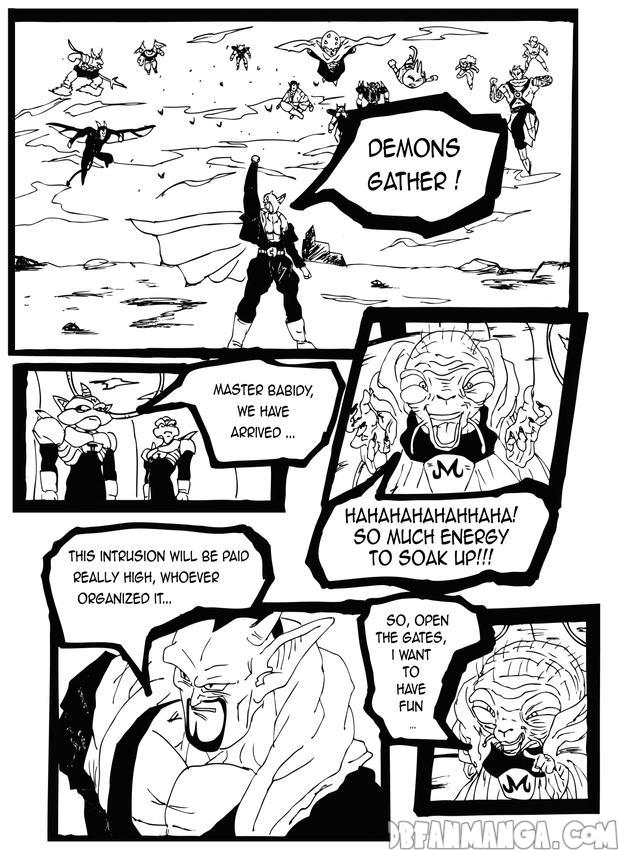 DEMONS
GATHER !
MASTER BABIDY,
WE HAVE
ARRIVED ...
HAHAHAHAHAHHAHA!
SO MUCH ENERGY
TO SOAK UP!!!
THIS INTRUSION WILL BE PAID
REALLY HIGH, WHOEVER
ORGANIZED IT...
SO, OPEN
THE GATES,
I WANT
TO
HAVE
FUN
...
M
M
DBFANMANGA.COM